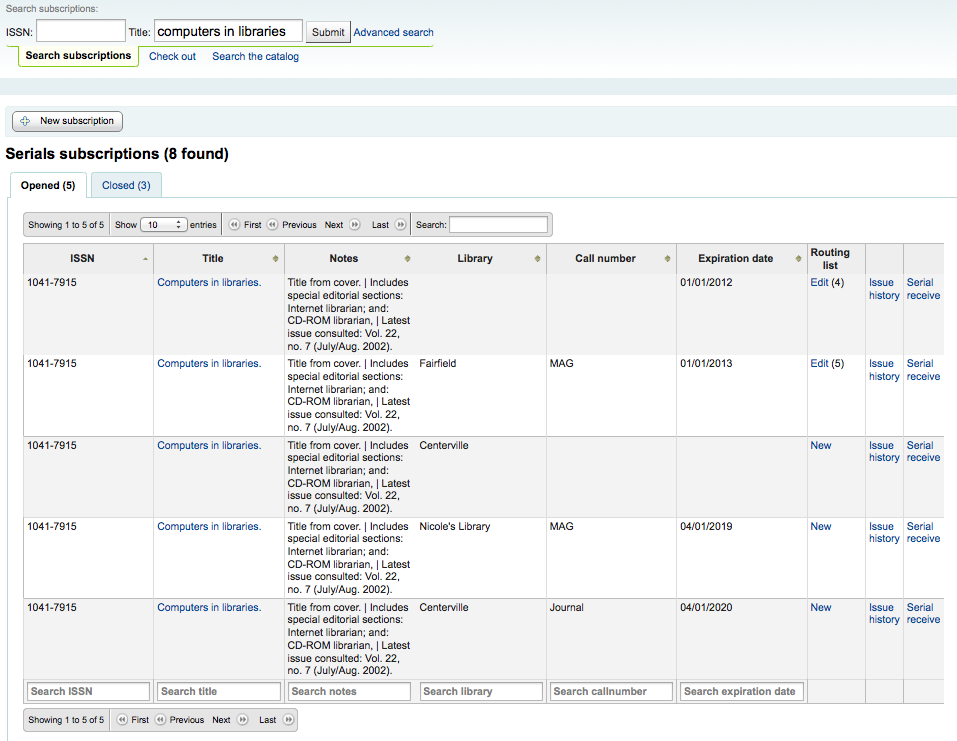 Search subscriptions:
ISSN: Title: computers in libraries Submit Advanced search
Search subscriptions Check out Search the catalog
New subscription
Serials subscriptions (8 found)
Opened (5) Closed (3)
Showing 1 to 5 of 5 Show 10 entries First Previous Next Last Search:
ISSN Title Notes Library Call number Expiration date Routing
list
1041-7915 Computers in libraries. Title from cover. | Includes 01/01/2012 Edit (4) Issue Serial
special editorial sections: history receive
Internet librarian; and:
CD-ROM librarian, | Latest
issue consulted: Vol. 22,
no. 7 (July/Aug. 2002).
1041-7915 Computers in libraries. Title from cover. | Includes Fairfield MAG 01/01/2013 Edit (5) Issue Serial
special editorial sections: history receive
Internet librarian; and:
CD-ROM librarian, | Latest
issue consulted: Vol. 22,
no. 7 (July/Aug. 2002).
1041-7915 Computers in libraries. Title from cover. | Includes Centerville New Issue Serial
special editorial sections: history receive
Internet librarian; and:
CD-ROM librarian, | Latest
issue consulted: Vol. 22,
no. 7 (July/Aug. 2002).
1041-7915 Computers in libraries. Title from cover. | Includes Nicole's Library MAG 04/01/2019 New Issue Serial
special editorial sections: history receive
Internet librarian; and:
CD-ROM librarian, | Latest
issue consulted: Vol. 22,
no. 7 (July/Aug. 2002).
1041-7915 Computers in libraries. Title from cover. | Includes Centerville Journal 04/01/2020 New Issue Serial
special editorial sections: history receive
Internet librarian; and:
CD-ROM librarian, | Latest
issue consulted: Vol. 22,
no. 7 (July/Aug. 2002).
Search ISSN Search title Search notes Search library Search callnumber Search expiration date
Showing 1 to 5 of 5 First Previous Next Last